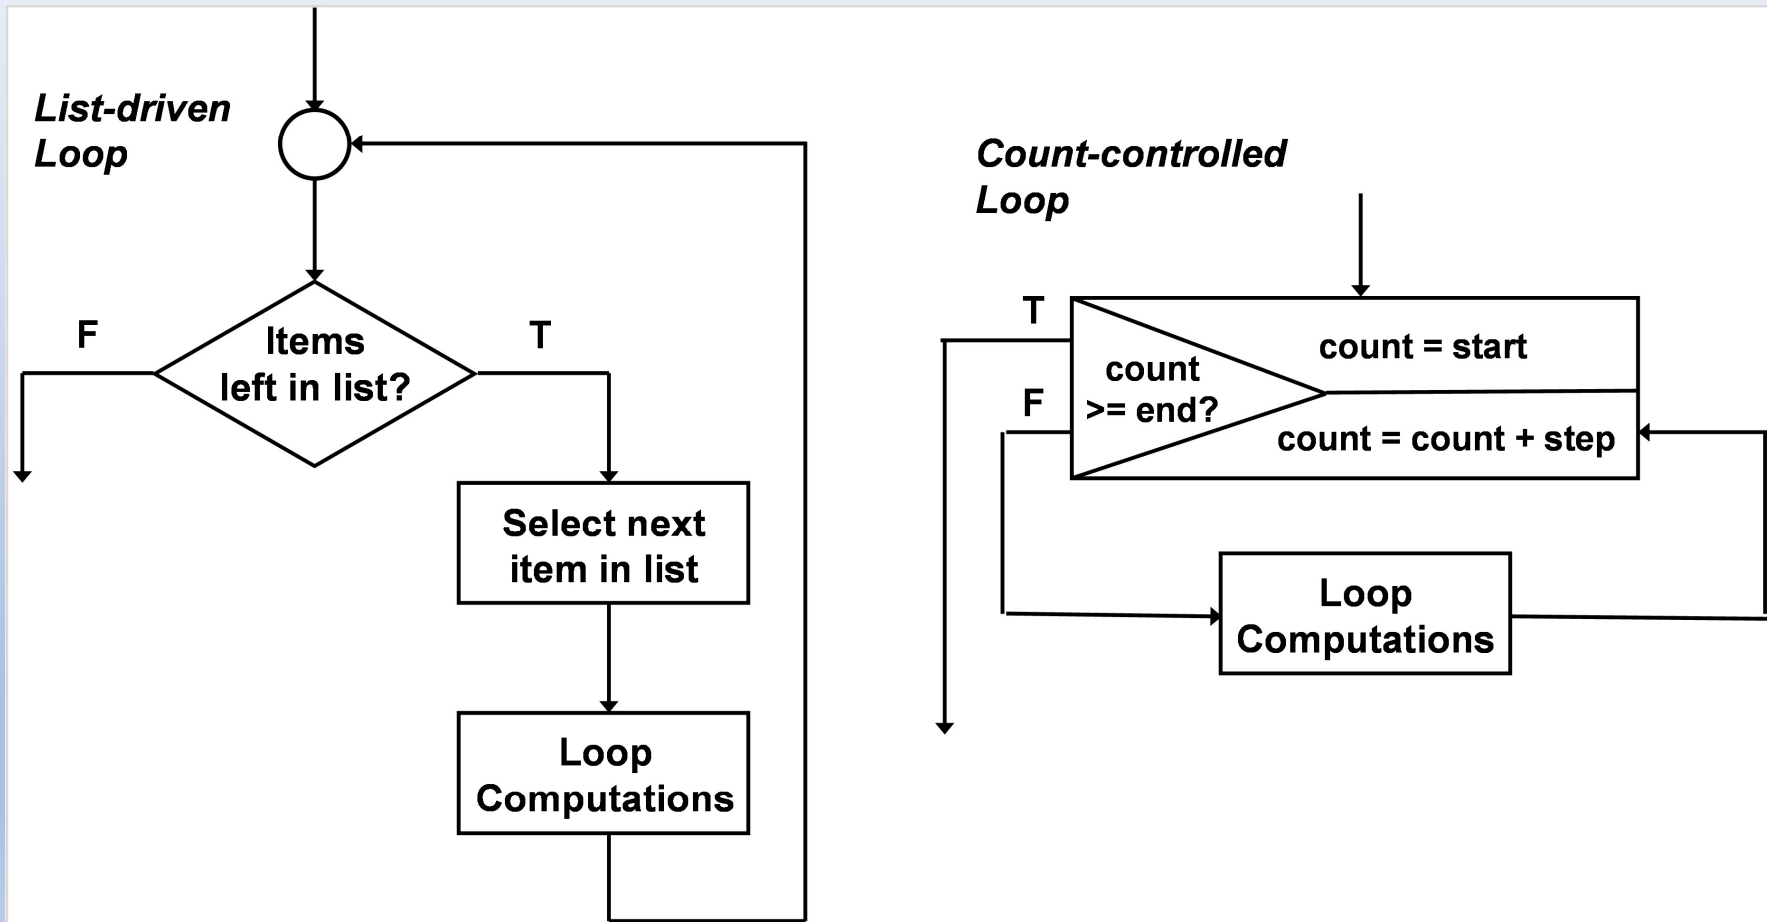 List-driven
Loop
F
Items
left in list?
T
Select next
item in list
Loop
Computations
Count-controlled
Loop
T
F
count
>= end?
count = start
count = count + step
Loop
Computations